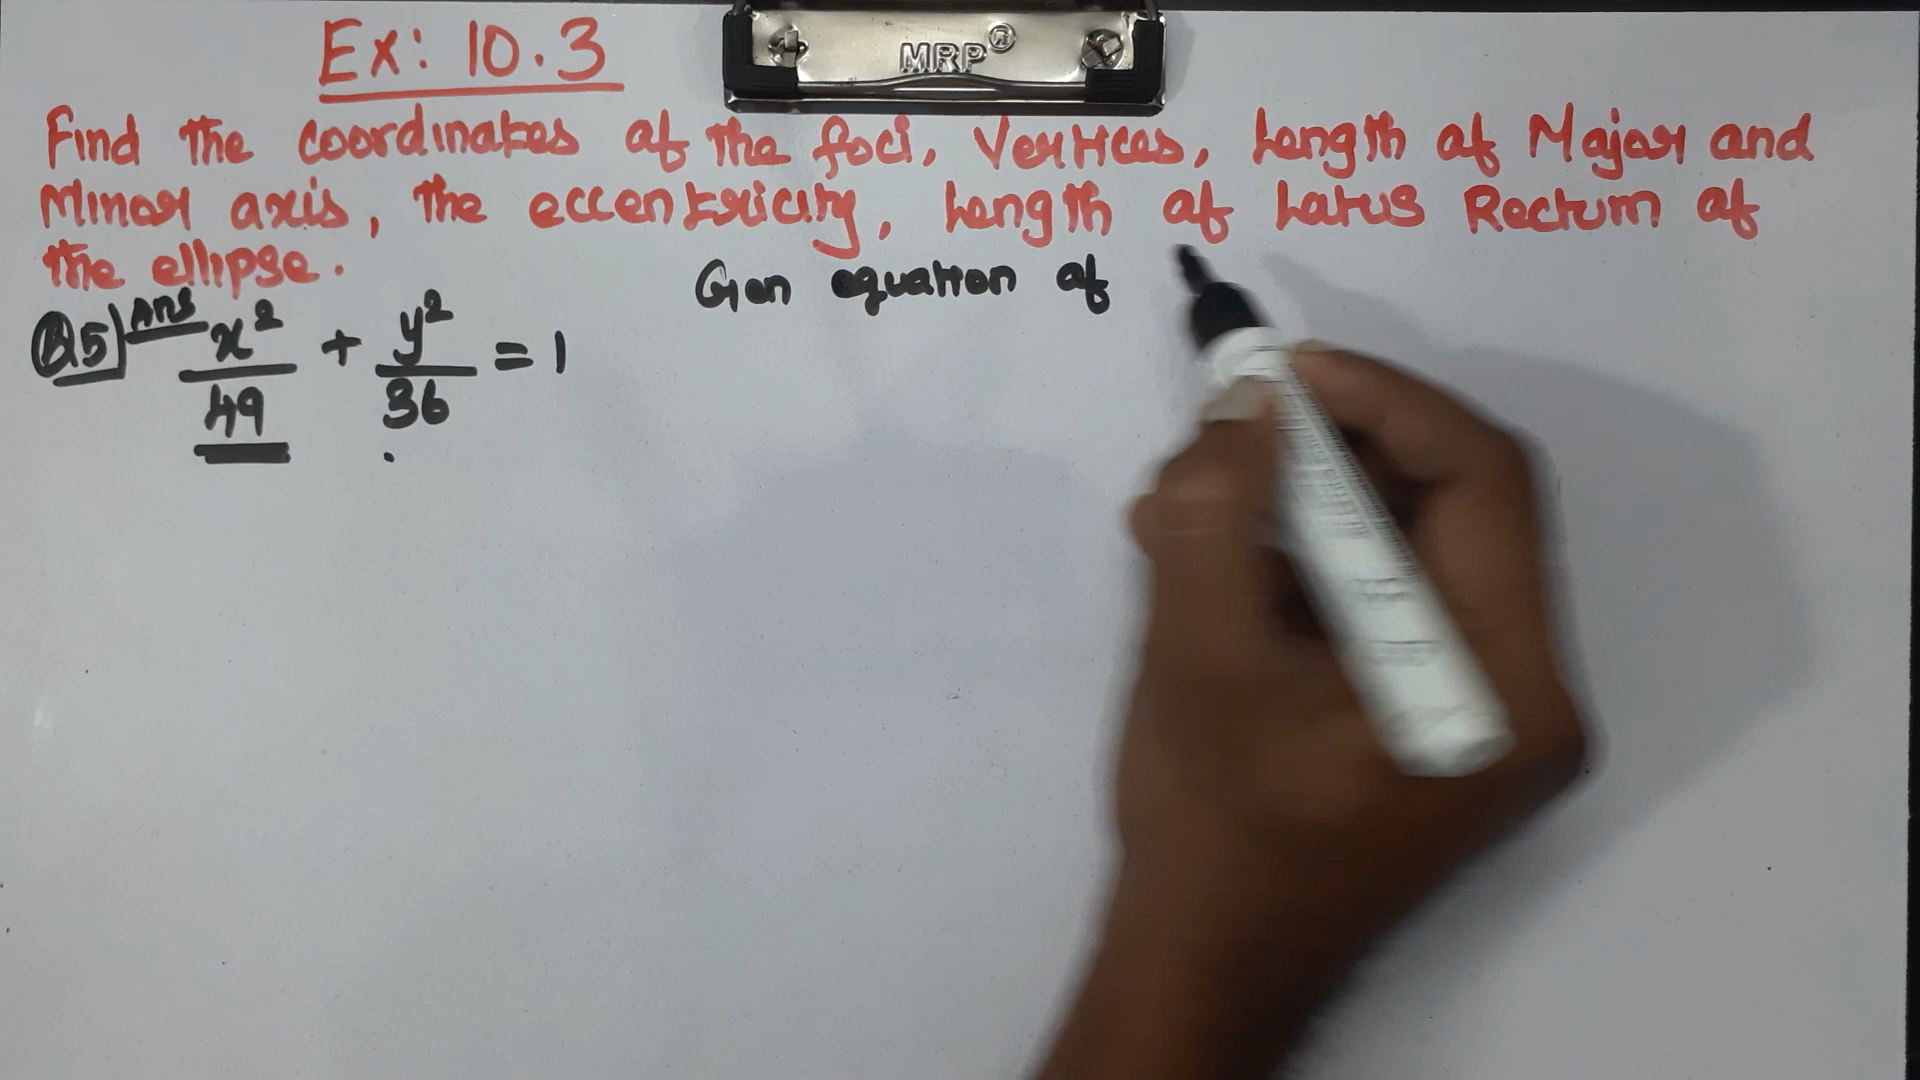 Ex: 10.3
MRP®
Find the coordinates of the foci, Vertices, Length of Major and
Minor axis, the eccentricity, Length of Latus Rectum of
the ellipse.
Gen equation of
Q5) Ans x²/49 + y²/36 = 1